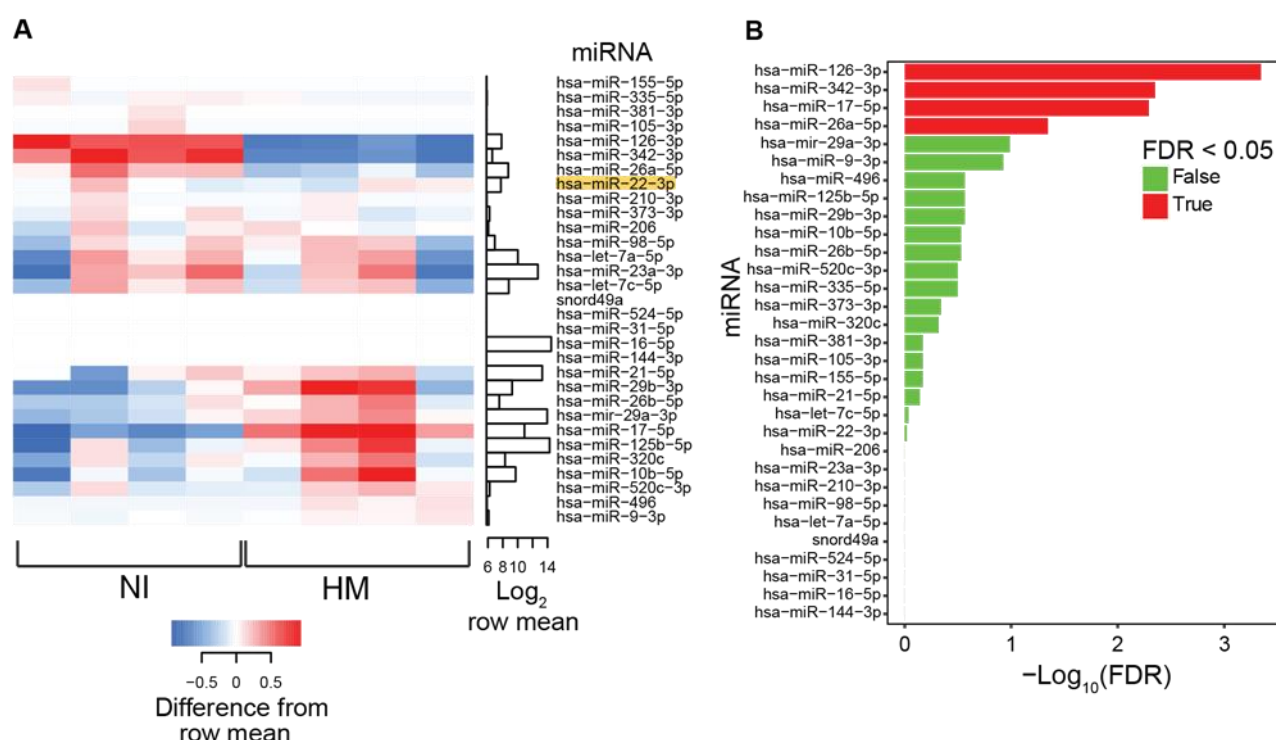 A
miRNA
hsa-miR-155-5p
hsa-miR-335-5p
hsa-miR-381-3p
hsa-miR-105-3p
hsa-miR-126-3p
hsa-miR-342-3p
hsa-miR-26a-5p
hsa-miR-22-3p
hsa-miR-210-3p
hsa-miR-373-3p
hsa-miR-206
hsa-miR-98-5p
hsa-let-7a-5p
hsa-miR-23a-3p
hsa-let-7c-5p
snord49a
hsa-miR-524-5p
hsa-miR-31-5p
hsa-miR-16-5p
hsa-miR-144-3p
hsa-miR-21-5p
hsa-miR-29b-3p
hsa-miR-26b-5p
hsa-mir-29a-3p
hsa-miR-17-5p
hsa-miR-125b-5p
hsa-miR-320c
hsa-miR-10b-5p
hsa-miR-520c-3p
hsa-miR-496
hsa-miR-9-3p
NI
HM
6 8 10 14
Log2
row mean
-0.5 0 0.5
Difference from
row mean
B
hsa-miR-126-3p
hsa-miR-342-3p
hsa-miR-17-5p
hsa-miR-26a-5p
hsa-mir-29a-3p
hsa-miR-9-3p
hsa-miR-496
hsa-miR-125b-5p
hsa-miR-29b-3p
hsa-miR-10b-5p
hsa-miR-26b-5p
hsa-miR-520c-3p
hsa-miR-335-5p
hsa-miR-373-3p
hsa-miR-320c
hsa-miR-381-3p
hsa-miR-105-3p
hsa-miR-155-5p
hsa-miR-21-5p
hsa-let-7c-5p
hsa-miR-22-3p
hsa-miR-206
hsa-miR-23a-3p
hsa-miR-210-3p
hsa-miR-98-5p
hsa-let-7a-5p
snord49a
hsa-miR-524-5p
hsa-miR-31-5p
hsa-miR-16-5p
hsa-miR-144-3p
miRNA
FDR < 0.05
False
True
0 1 2 3
−Log10(FDR)